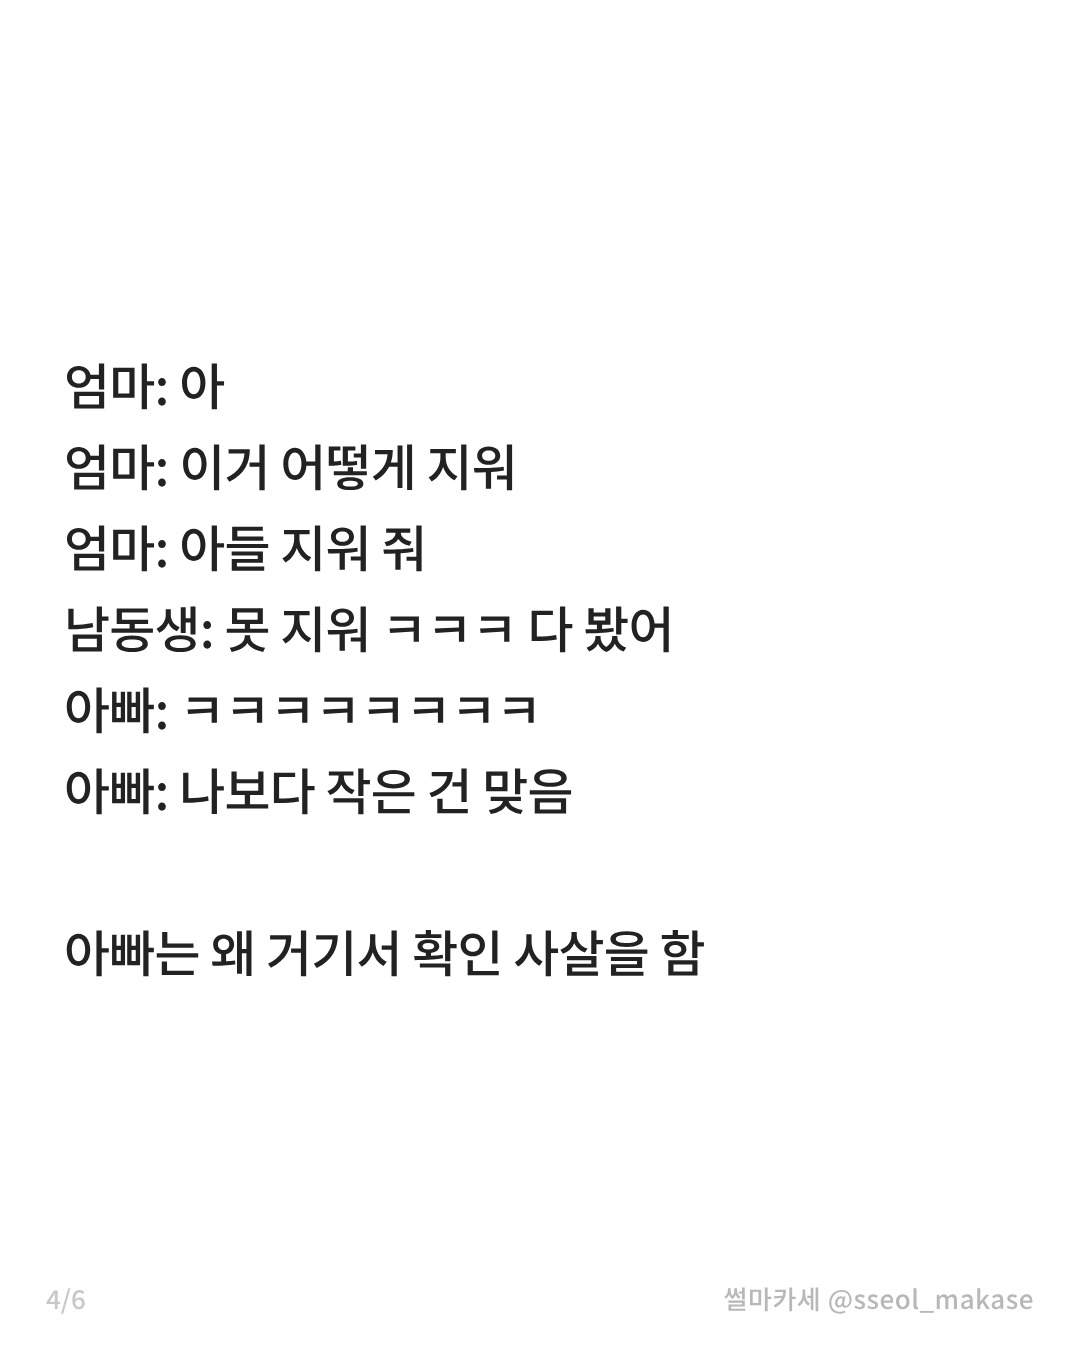 엄마: 아
엄마: 이거 어떻게 지워
엄마: 아들 지워 줘
남동생: 못 지워 ㅋㅋㅋ 다 봤어
아빠: ㅋㅋㅋㅋㅋㅋㅋㅋ
아빠: 나보다 작은 건 맞음
아빠는 왜 거기서 확인 사살을 함
4/6
썰마카세 @sseol_makase